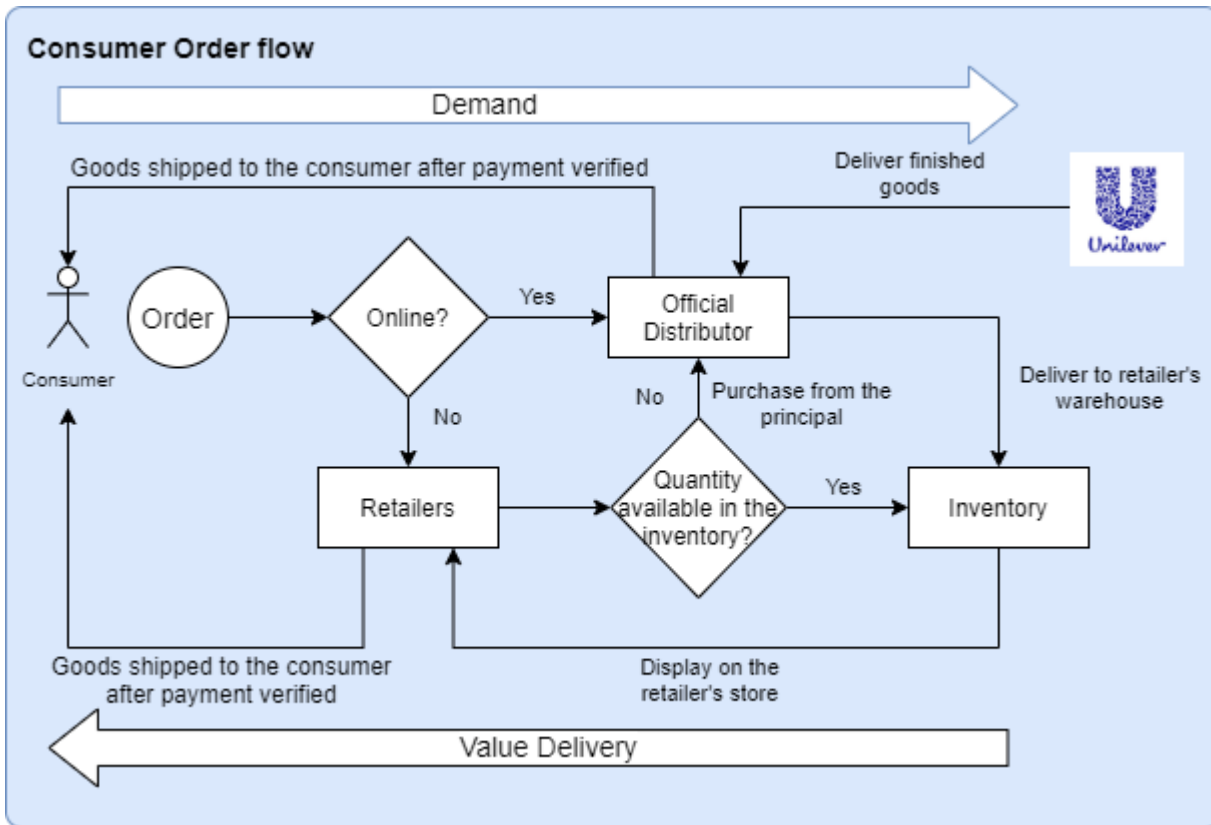 Consumer Order flow
Demand
Goods shipped to the consumer after payment verified
Deliver finished
goods
Unilever
Order
Online?
Yes
Official
Distributor
Consumer
No
No
Purchase from the
principal
Deliver to retailer's
warehouse
Retailers
Quantity
available in the
inventory?
Yes
Inventory
Goods shipped to the consumer
after payment verified
Display on the
retailer's store
Value Delivery